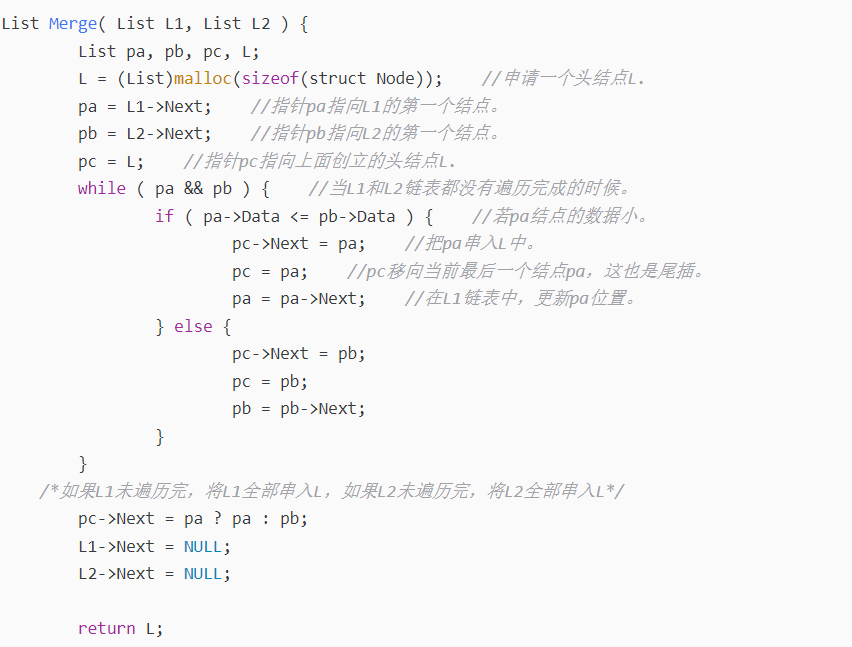 List Merge( List L1, List L2 ) {
        List pa, pb, pc, L;
        L = (List)malloc(sizeof(struct Node));    //申请一个头结点L.
        pa = L1->Next;    //指针pa指向L1的第一个结点。
        pb = L2->Next;    //指针pb指向L2的第一个结点。
        pc = L;    //指针pc指向上面创立的头结点L.
        while ( pa && pb ) {    //当L1和L2链表都没有遍历完成的时候。
                if ( pa->Data <= pb->Data ) {    //若pa结点的数据小。
                        pc->Next = pa;    //把pa串入L中。
                        pc = pa;    //pc移向当前最后一个结点pa，这也是尾插。
                        pa = pa->Next;    //在L1链表中，更新pa位置。
                } else {
                        pc->Next = pb;
                        pc = pb;
                        pb = pb->Next;
                }
        }
    /*如果L1未遍历完，将L1全部串入L，如果L2未遍历完，将L2全部串入L*/
        pc->Next = pa ? pa : pb;
        L1->Next = NULL;
        L2->Next = NULL;
        return L;